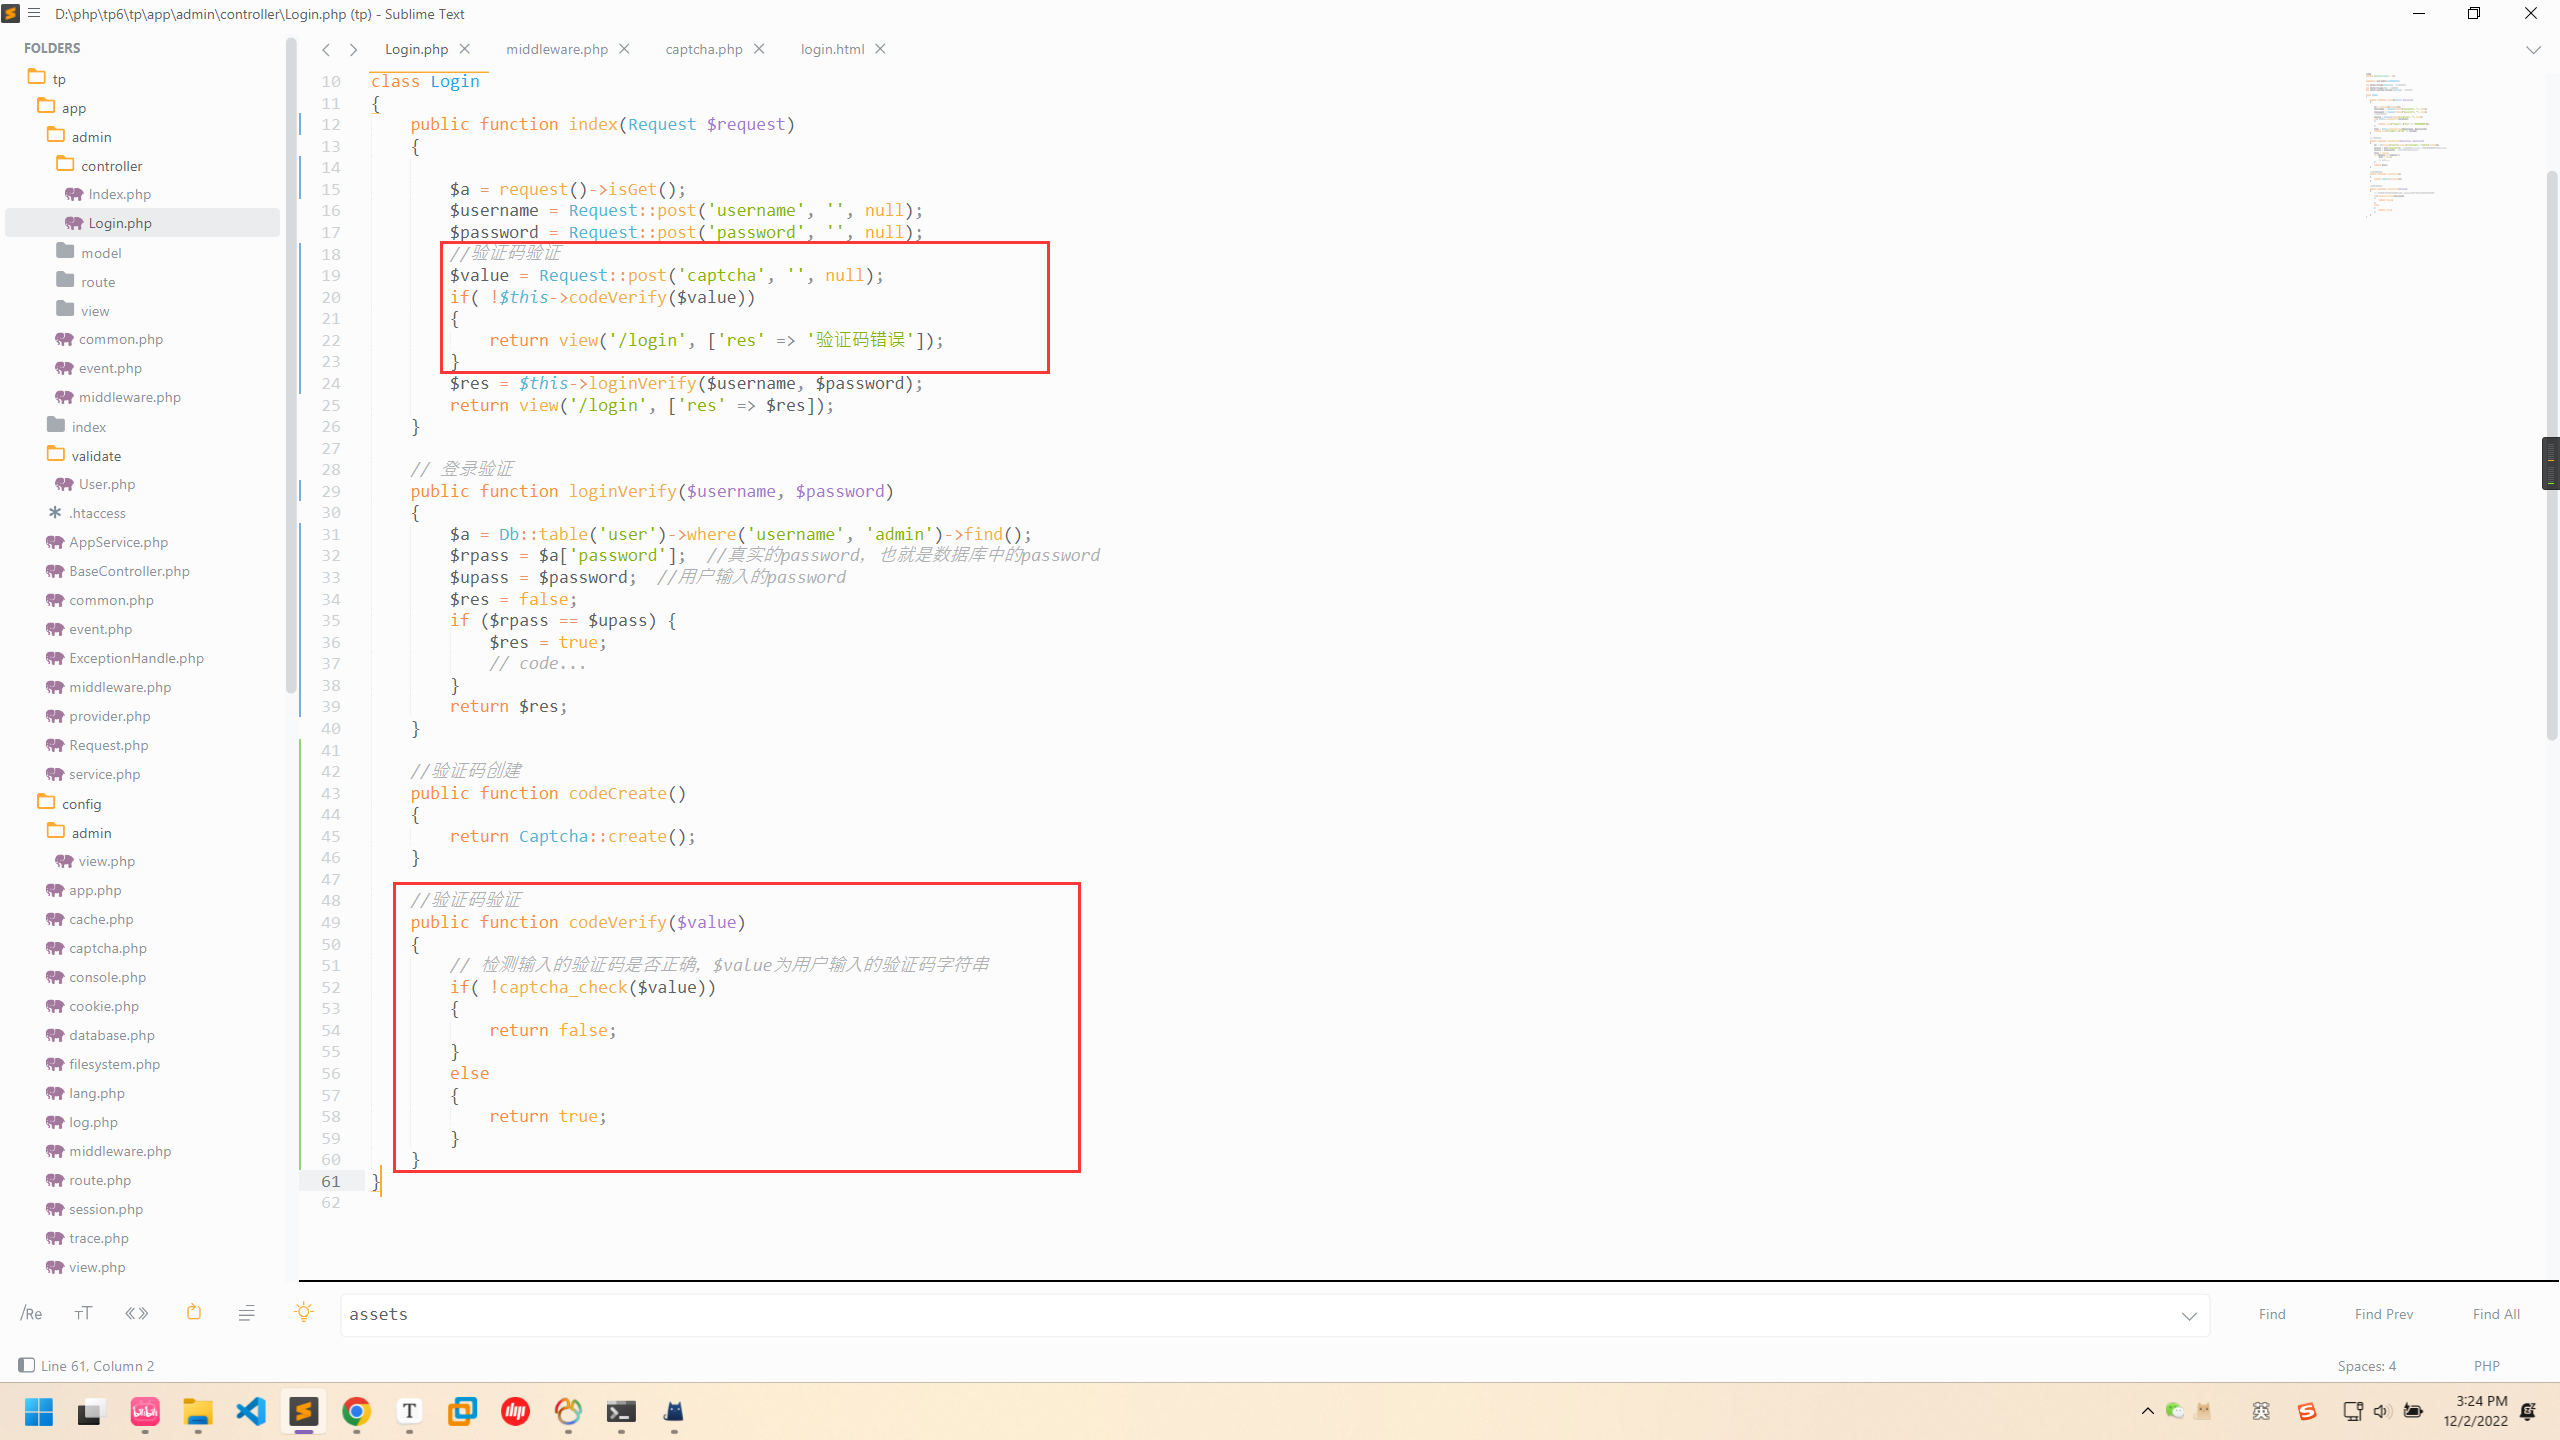 D:\php\tp6\tp\app\admin\controller\Login.php (tp) - Sublime Text
FOLDERS
tp
app
admin
controller
Index.php
Login.php
model
route
view
common.php
event.php
middleware.php
index
validate
User.php
.htaccess
AppService.php
BaseController.php
common.php
event.php
ExceptionHandle.php
middleware.php
provider.php
Request.php
service.php
config
admin
view.php
app.php
cache.php
captcha.php
console.php
cookie.php
database.php
filesystem.php
lang.php
log.php
middleware.php
route.php
session.php
trace.php
view.php
Login.php
middleware.php
captcha.php
login.html
10 class Login
11 {
12     public function index(Request $request)
13     {
14
15         $a = request()->isGet();
16         $username = Request::post('username', '', null);
17         $password = Request::post('password', '', null);
18         //验证码验证
19         $value = Request::post('captcha', '', null);
20         if( !$this->codeVerify($value))
21         {
22             return view('/login', ['res' => '验证码错误']);
23         }
24         $res = $this->loginVerify($username, $password);
25         return view('/login', ['res' => $res]);
26     }
27
28     // 登录验证
29     public function loginVerify($username, $password)
30     {
31         $a = Db::table('user')->where('username', 'admin')->find();
32         $rpass = $a['password'];  //真实的password，也就是数据库中的password
33         $upass = $password;  //用户输入的password
34         $res = false;
35         if ($rpass == $upass) {
36             $res = true;
37             // code...
38         }
39         return $res;
40     }
41
42     //验证码创建
43     public function codeCreate()
44     {
45         return Captcha::create();
46     }
47
48     //验证码验证
49     public function codeVerify($value)
50     {
51         // 检测输入的验证码是否正确，$value为用户输入的验证码字符串
52         if( !captcha_check($value))
53         {
54             return false;
55         }
56         else
57         {
58             return true;
59         }
60     }
61 }
62
/Re
assets
Find
Find Prev
Find All
Line 61, Column 2
Spaces: 4
PHP
bilibili
T
英
3:24 PM
12/2/2022